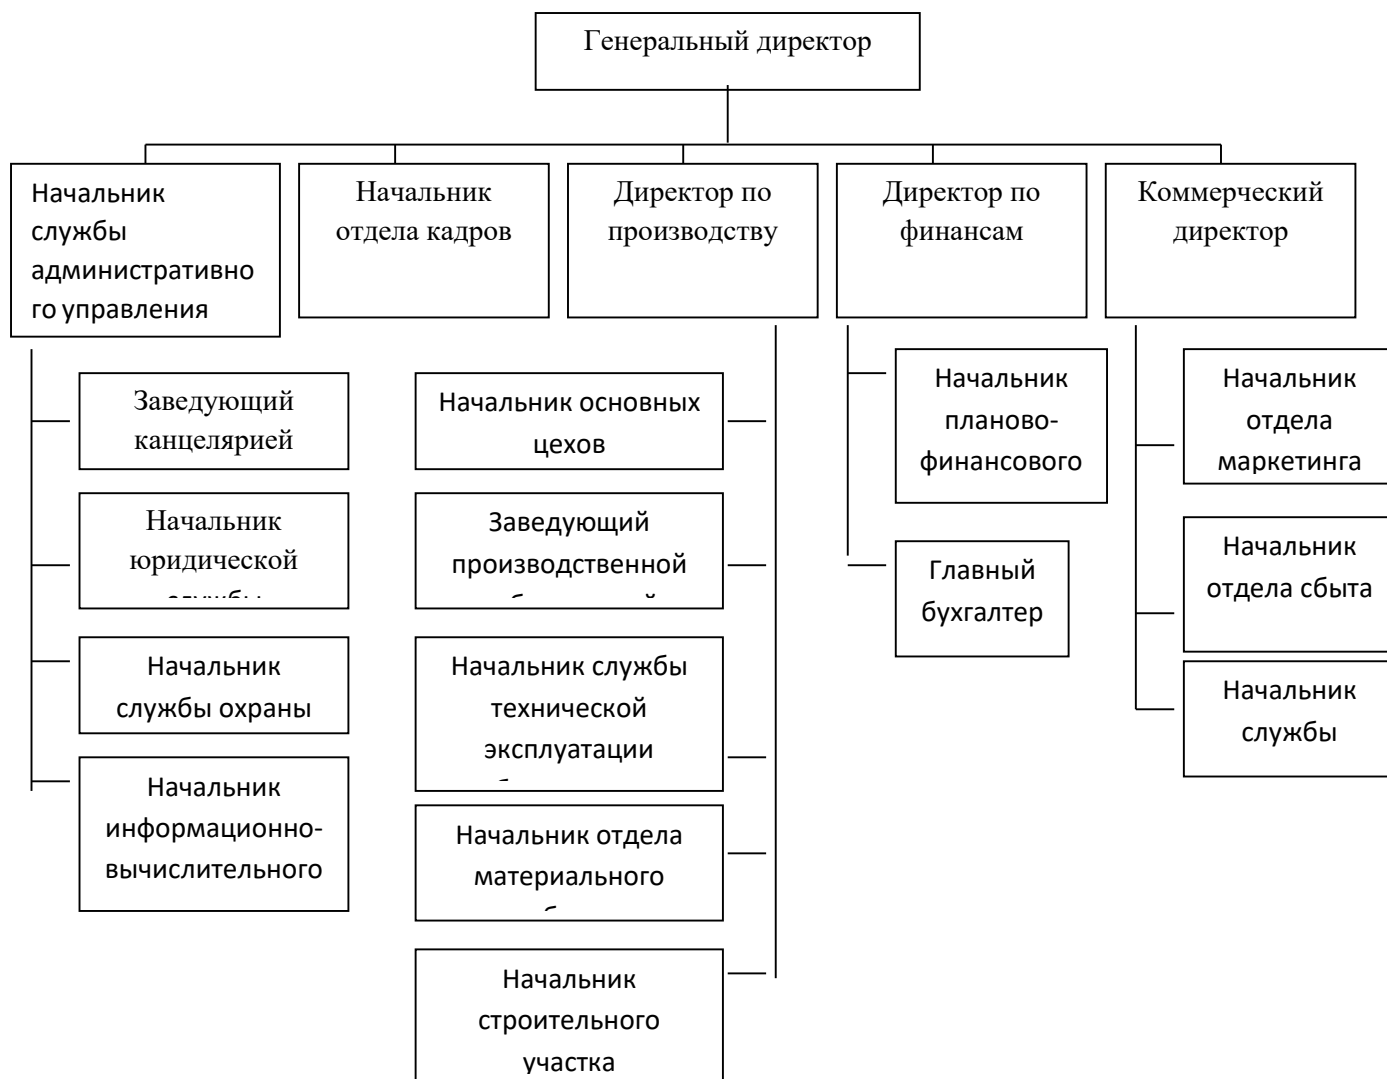 Генеральный директор
Начальник
службы
административно
го управления
Начальник
отдела кадров
Директор по
производству
Директор по
финансам
Коммерческий
директор
Заведующий
канцелярией
Начальник
юридической
Начальник
службы охраны
Начальник
информационно-
вычислительного
Начальник основных
цехов
Заведующий
производственной
Начальник службы
технической
эксплуатации
Начальник отдела
материального
Начальник
строительного
участка
Начальник
планово-
финансового
Главный
бухгалтер
Начальник
отдела
маркетинга
Начальник
отдела сбыта
Начальник
службы